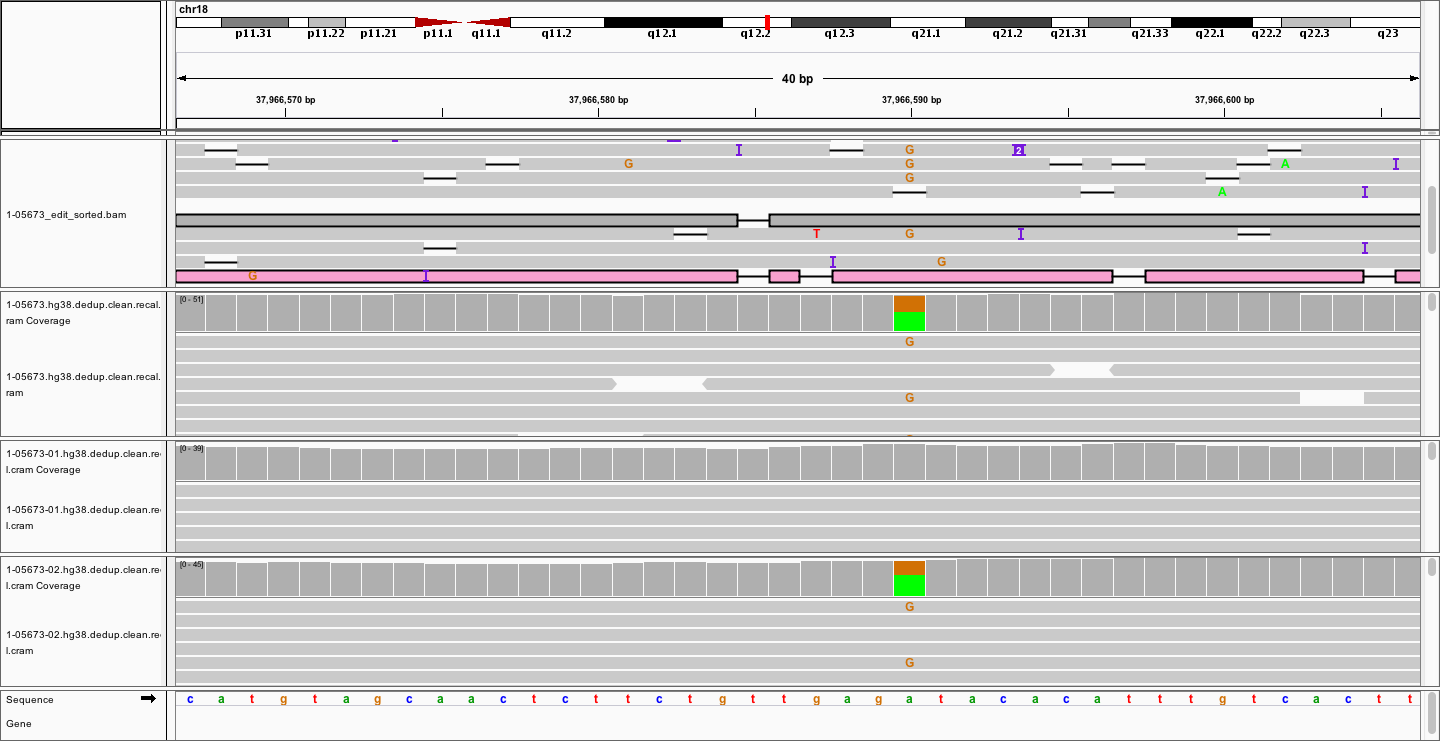 chr18
p11.31 p11.22 p11.21 p11.1 q11.1 q11.2 q12.1 q12.2 q12.3 q21.1 q21.2 q21.31 q21.33 q22.1 q22.2 q22.3 q23
40 bp
37,966,570 bp 37,966,580 bp 37,966,590 bp 37,966,600 bp
I G 2
G G A I
G
A I
1-05673_edit_sorted.bam
T G I
I
I G
G I
1-05673.hg38.dedup.clean.recal.
ram Coverage
[0 - 51]
G
1-05673.hg38.dedup.clean.recal.
ram
G
1-05673-01.hg38.dedup.clean.re
l.cram Coverage
[0 - 39]
1-05673-01.hg38.dedup.clean.re
l.cram
1-05673-02.hg38.dedup.clean.re
l.cram Coverage
[0 - 45]
G
1-05673-02.hg38.dedup.clean.re
l.cram
G
Sequence c a t g t a g c a a c t c t t c t g t t g a g a t a c a c a t t t g t c a c t t
Gene